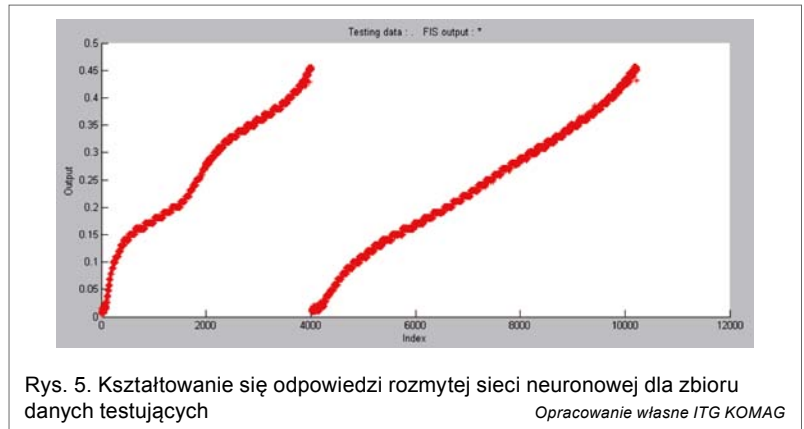 Testing data : .    FIS output : *
0.5
0.45
0.4
0.35
0.3
0.25
0.2
0.15
0.1
0.05
0
Output
0 2000 4000 6000 8000 10000 12000
Index
Rys. 5. Kształtowanie się odpowiedzi rozmytej sieci neuronowej dla zbioru
danych testujących Opracowanie własne ITG KOMAG